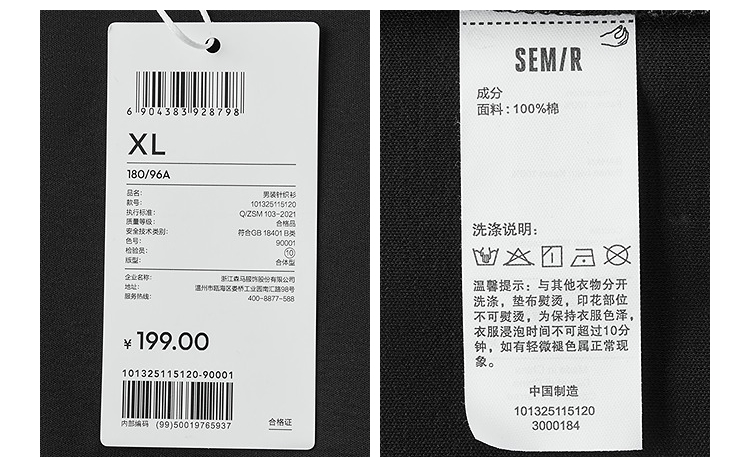 6 904383 928798
XL
180/96A
品名: 男装针织衫
款号: 101325115120
执行标准: Q/ZSM 103-2021
质量等级: 合格品
安全技术类别: 符合GB 18401 B类
色号: 90001
检验员: 10
版型: 合体型
企业名称: 浙江森马服饰股份有限公司
地址: 温州市瓯海区娄桥工业园南汇路98号
服务热线: 400-8877-588
¥ 199.00
101325115120-90001
内部编码 (99)50019765937
合格证
SEM/R
成分
面料: 100%棉
洗涤说明:
温馨提示: 与其他衣物分开
洗涤, 垫布熨烫, 印花部位
不可熨烫, 为保持衣服色泽,
衣服浸泡时间不可超过10分
钟, 如有轻微褪色属正常现
象。
中国制造
101325115120
3000184